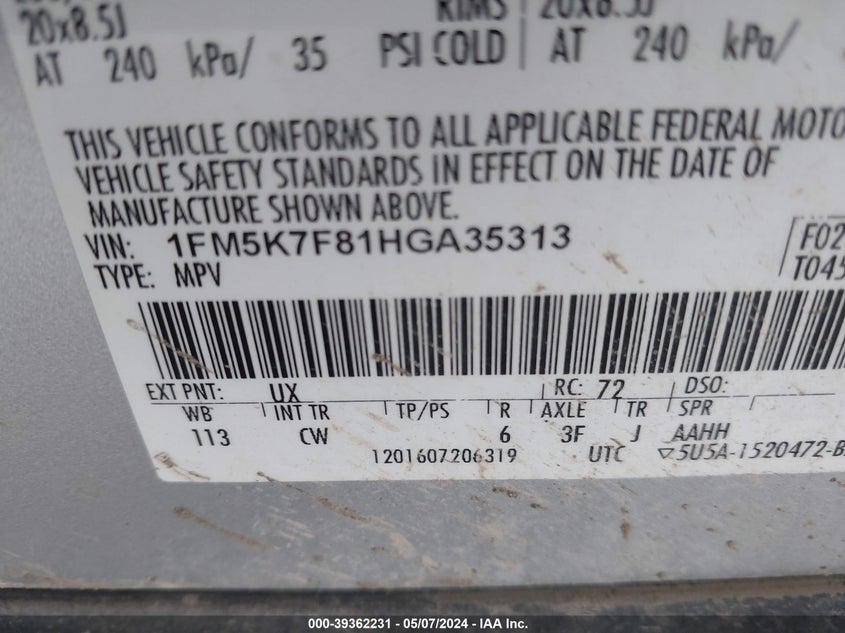 20x8.5J RIMS 20x8.5J
AT 240 kPa/ 35 PSI COLD AT 240 kPa/
THIS VEHICLE CONFORMS TO ALL APPLICABLE FEDERAL MOTO
VEHICLE SAFETY STANDARDS IN EFFECT ON THE DATE OF
MANUFACTURE SHOWN ABOVE.
VIN: 1FM5K7F81HGA35313 F02
TYPE: MPV T045
EXT PNT: UX RC: 72 DSO:
WB INT TR TP/PS R AXLE TR SPR
113 CW 6 3F J AAHH
1201607206319 UTC ▽5U5A-1520472-B
000-39362231 - 05/07/2024 - IAAI.com, Inc.